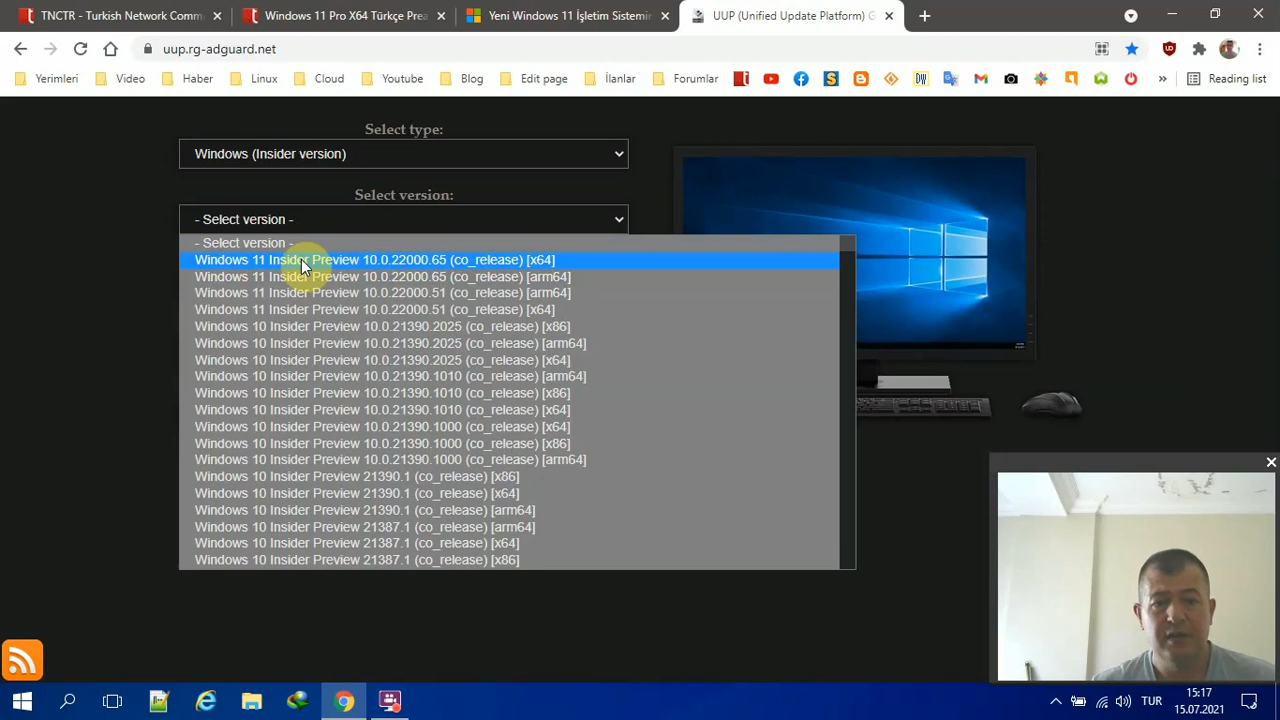 TNCTR - Turkish Network Comm
Windows 11 Pro X64 Türkçe Prea
Yeni Windows 11 İşletim Sistemin
UUP (Unified Update Platform) G
uup.rg-adguard.net
Yerimleri
Video
Haber
Linux
Cloud
Youtube
Blog
Edit page
İlanlar
Forumlar
Reading list
Select type:
Windows (Insider version)
Select version:
- Select version -
- Select version -
Windows 11 Insider Preview 10.0.22000.65 (co_release) [x64]
Windows 11 Insider Preview 10.0.22000.65 (co_release) [arm64]
Windows 11 Insider Preview 10.0.22000.51 (co_release) [arm64]
Windows 11 Insider Preview 10.0.22000.51 (co_release) [x64]
Windows 10 Insider Preview 10.0.21390.2025 (co_release) [x86]
Windows 10 Insider Preview 10.0.21390.2025 (co_release) [arm64]
Windows 10 Insider Preview 10.0.21390.2025 (co_release) [x64]
Windows 10 Insider Preview 10.0.21390.1010 (co_release) [arm64]
Windows 10 Insider Preview 10.0.21390.1010 (co_release) [x86]
Windows 10 Insider Preview 10.0.21390.1010 (co_release) [x64]
Windows 10 Insider Preview 10.0.21390.1000 (co_release) [x64]
Windows 10 Insider Preview 10.0.21390.1000 (co_release) [x86]
Windows 10 Insider Preview 10.0.21390.1000 (co_release) [arm64]
Windows 10 Insider Preview 21390.1 (co_release) [x86]
Windows 10 Insider Preview 21390.1 (co_release) [x64]
Windows 10 Insider Preview 21390.1 (co_release) [arm64]
Windows 10 Insider Preview 21387.1 (co_release) [arm64]
Windows 10 Insider Preview 21387.1 (co_release) [x64]
Windows 10 Insider Preview 21387.1 (co_release) [x86]
TUR
15:17
15.07.2021